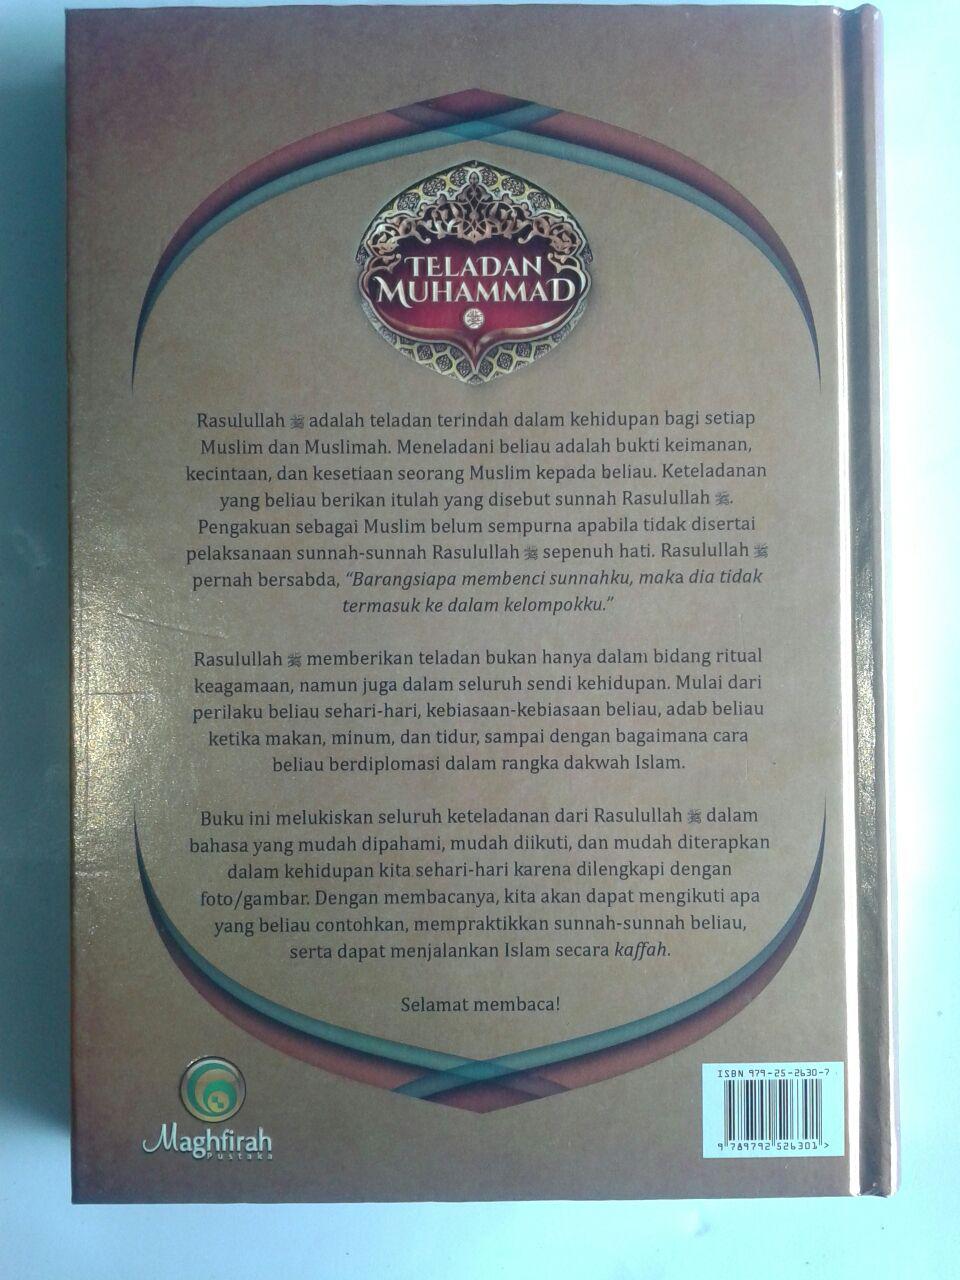 TELADAN
MUHAMMAD
ﷺ
Rasulullah ﷺ adalah teladan terindah dalam kehidupan bagi setiap
Muslim dan Muslimah. Meneladani beliau adalah bukti keimanan,
kecintaan, dan kesetiaan seorang Muslim kepada beliau. Keteladanan
yang beliau berikan itulah yang disebut sunnah Rasulullah ﷺ.
Pengakuan sebagai Muslim belum sempurna apabila tidak disertai
pelaksanaan sunnah-sunnah Rasulullah ﷺ sepenuh hati. Rasulullah ﷺ
pernah bersabda, “Barangsiapa membenci sunnahku, maka dia tidak
termasuk ke dalam kelompokku.”
Rasulullah ﷺ memberikan teladan bukan hanya dalam bidang ritual
keagamaan, namun juga dalam seluruh sendi kehidupan. Mulai dari
perilaku beliau sehari-hari, kebiasaan-kebiasaan beliau, adab beliau
ketika makan, minum, dan tidur, sampai dengan bagaimana cara
beliau berdiplomasi dalam rangka dakwah Islam.
Buku ini melukiskan seluruh keteladanan dari Rasulullah ﷺ dalam
bahasa yang mudah dipahami, mudah diikuti, dan mudah diterapkan
dalam kehidupan kita sehari-hari karena dilengkapi dengan
foto/gambar. Dengan membacanya, kita akan dapat mengikuti apa
yang beliau contohkan, mempraktikkan sunnah-sunnah beliau,
serta dapat menjalankan Islam secara kaffah.
Selamat membaca!
Maghfirah
Pustaka
ISBN 979-25-2630-7
9 789792 526301 >